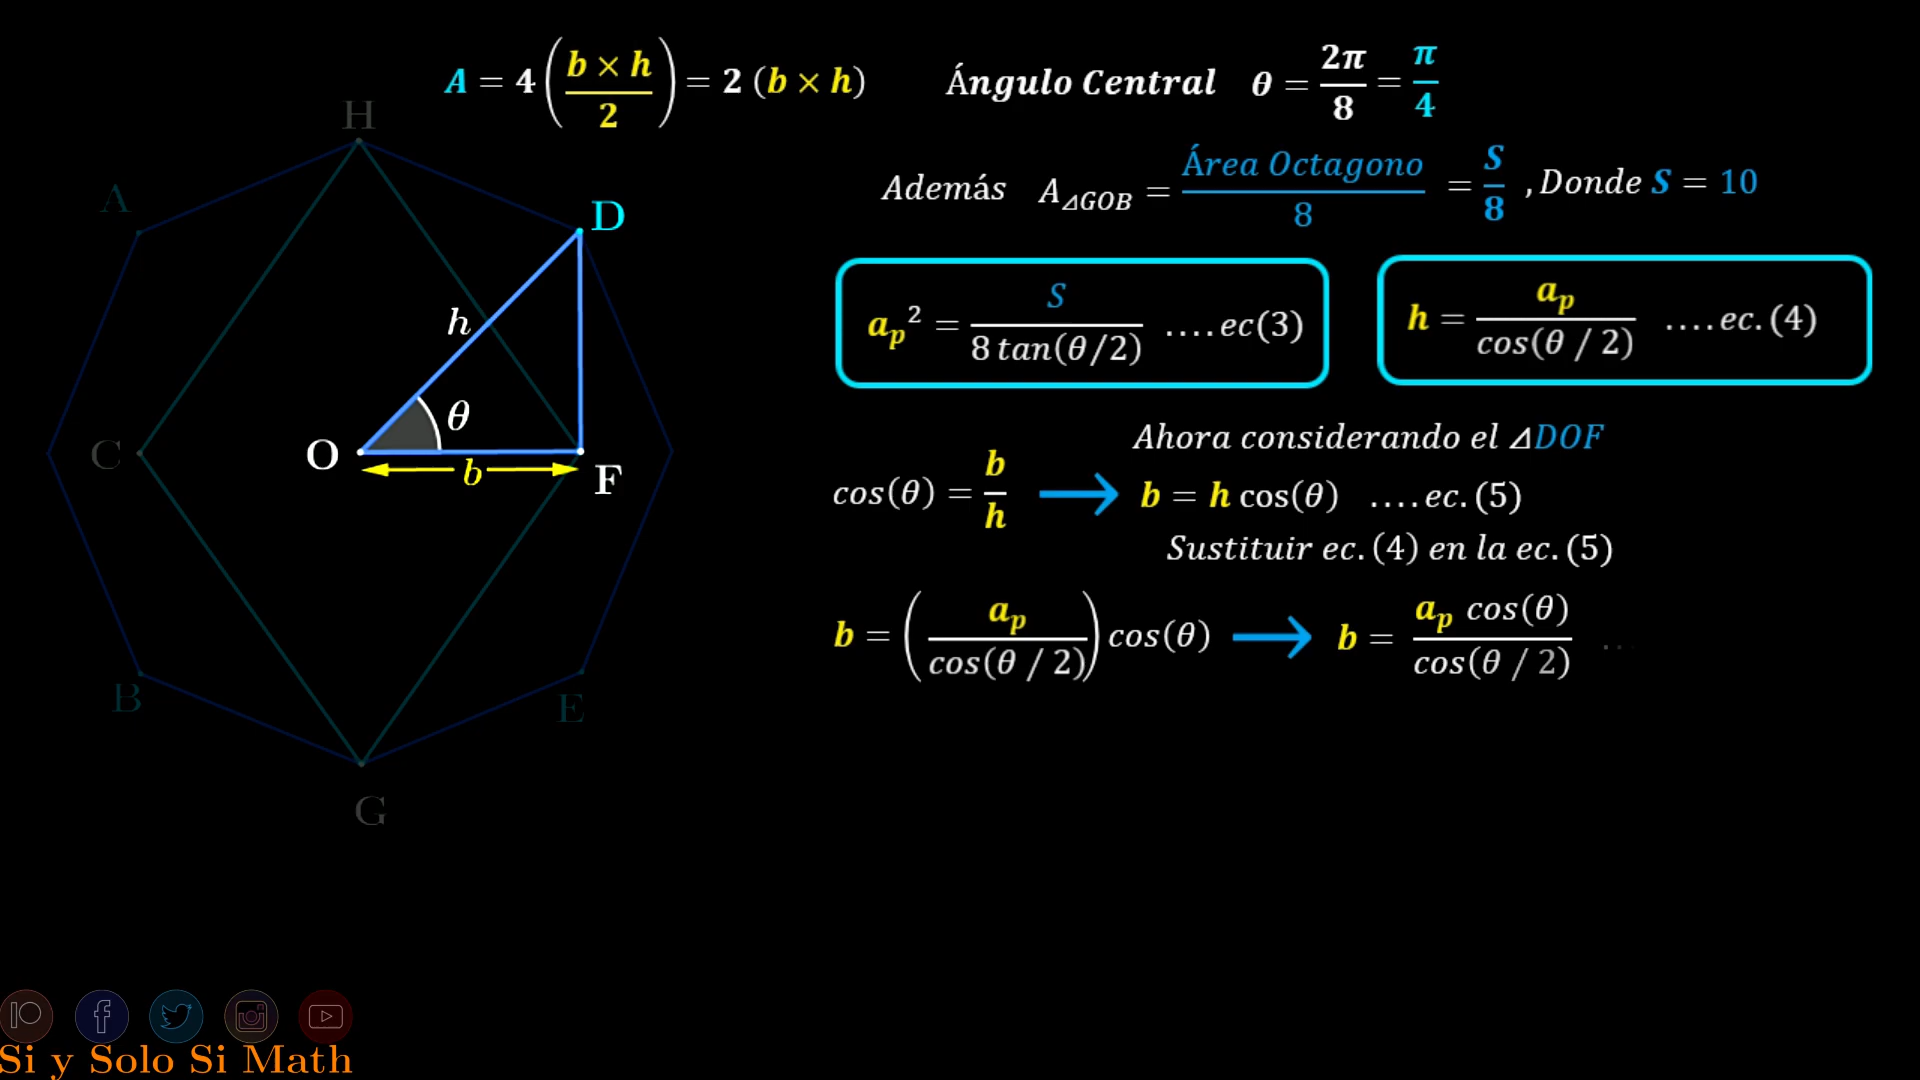 A = 4 (b × h / 2) = 2 (b × h)
Ángulo Central θ = 2π/8 = π/4
Además A⊿GOB = Área Octagono / 8 = S/8 , Donde S = 10
aₚ² = S / 8 tan(θ/2) ....ec(3)
h = aₚ / cos(θ / 2) ....ec.(4)
Ahora considerando el ⊿DOF
cos(θ) = b/h → b = h cos(θ) ....ec.(5)
Sustituir ec.(4) en la ec.(5)
b = (aₚ / cos(θ / 2)) cos(θ) → b = aₚ cos(θ) / cos(θ / 2) ..
H
A
D
h
θ
C
O
b
F
B
E
G
Si y Solo Si Math